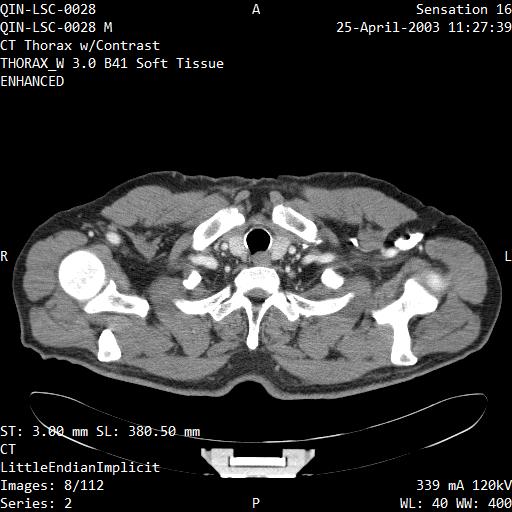 QIN-LSC-0028
A
Sensation 16
QIN-LSC-0028 M
25-April-2003 11:27:39
CT Thorax w/Contrast
THORAX_W 3.0 B41 Soft Tissue
ENHANCED
R
L
ST: 3.00 mm SL: 380.50 mm
CT
LittleEndianImplicit
Images: 8/112
339 mA 120kV
Series: 2
P
WL: 40 WW: 400